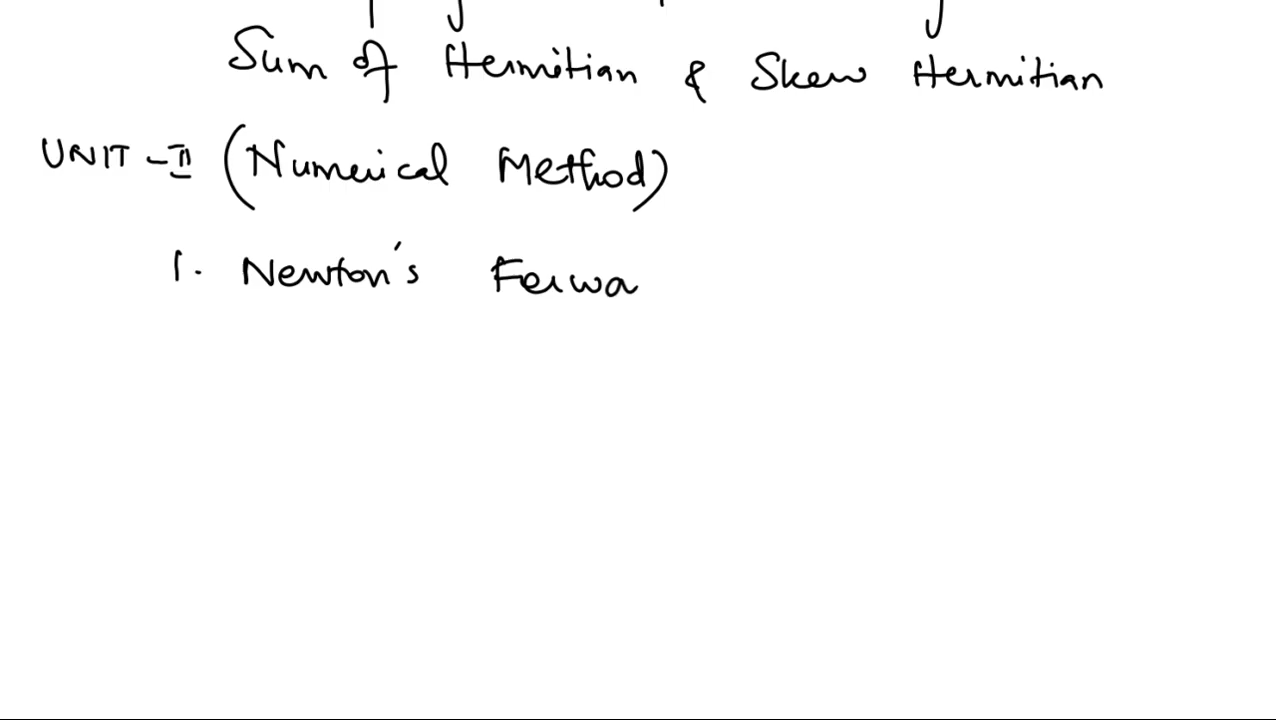 Sum of Hermitian & Skew Hermitian
UNIT-II (Numerical Method)
1. Newton's Forwa